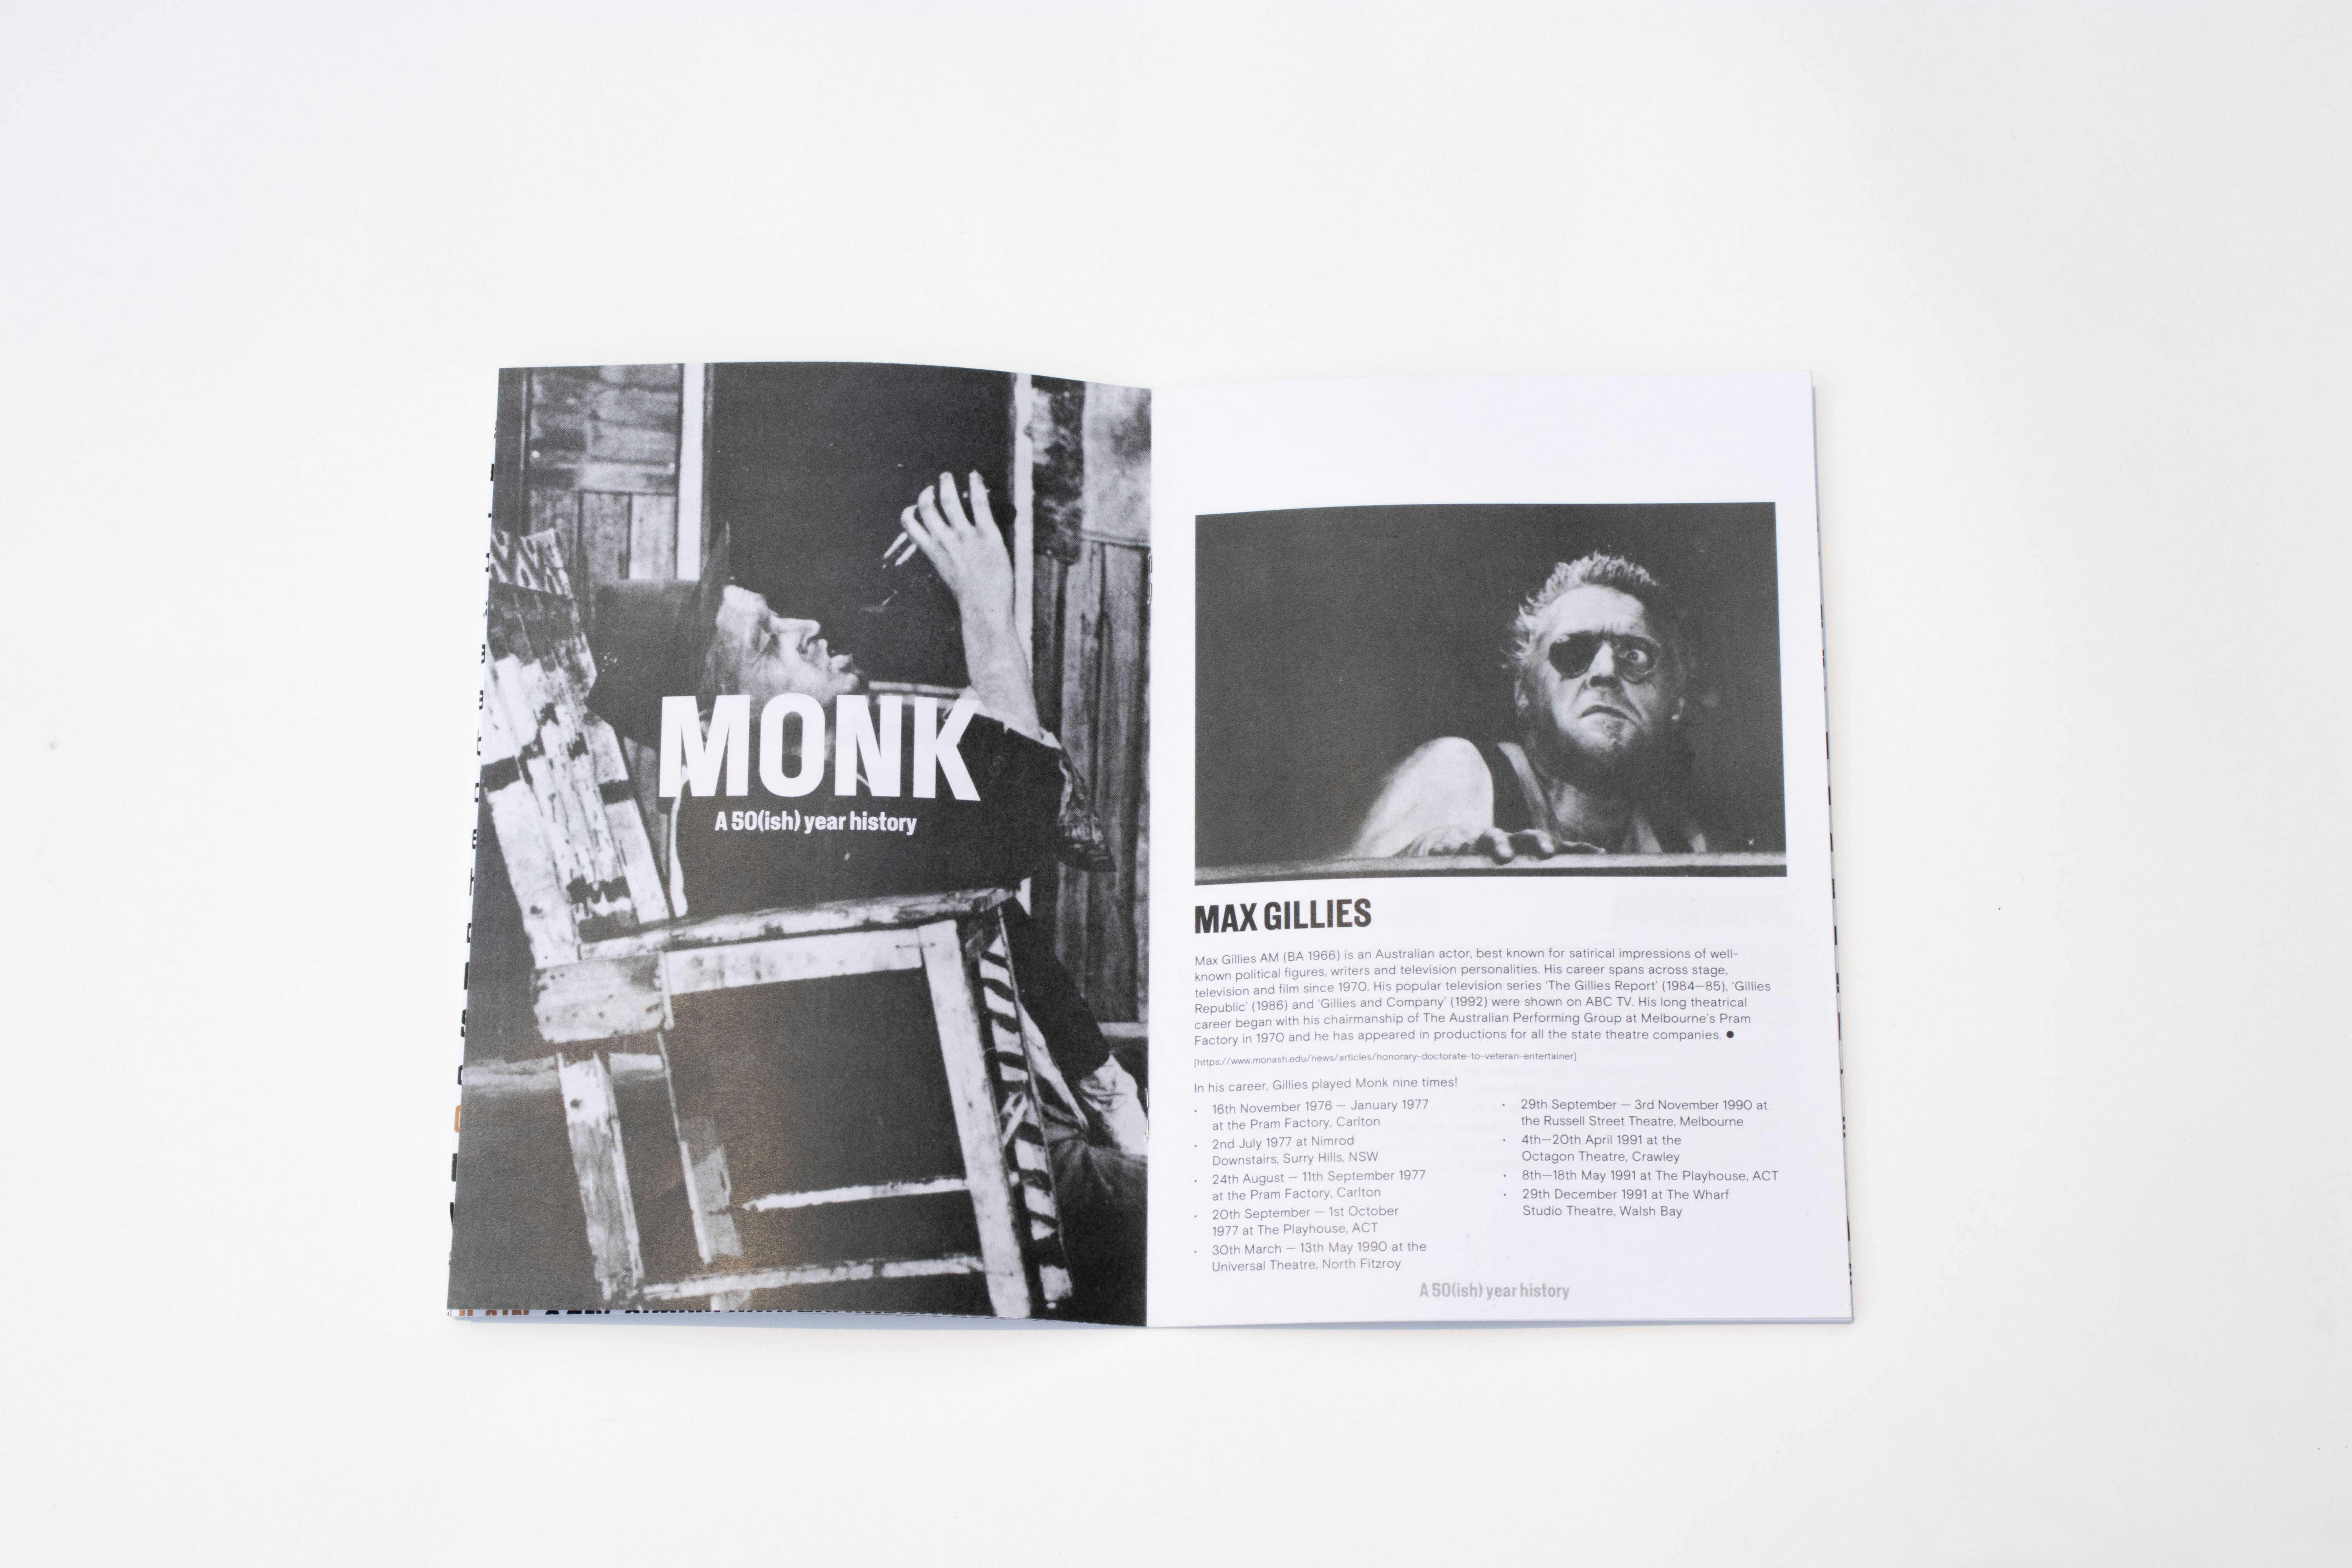 MONK
A 50(ish) year history
MAX GILLIES
Max Gillies AM (BA 1966) is an Australian actor, best known for satirical impressions of well-
known political figures, writers and television personalities. His career spans across stage,
television and film since 1970. His popular television series ‘The Gillies Report’ (1984—85), ‘Gillies
Republic’ (1986) and ‘Gillies and Company’ (1992) were shown on ABC TV. His long theatrical
career began with his chairmanship of The Australian Performing Group at Melbourne’s Pram
Factory in 1970 and he has appeared in productions for all the state theatre companies. ●
[https://www.monash.edu/news/articles/honorary-doctorate-to-veteran-entertainer]
In his career, Gillies played Monk nine times!
• 16th November 1976 — January 1977
at the Pram Factory, Carlton
• 2nd July 1977 at Nimrod
Downstairs, Surry Hills, NSW
• 24th August — 11th September 1977
at the Pram Factory, Carlton
• 20th September — 1st October
1977 at The Playhouse, ACT
• 30th March — 13th May 1990 at the
Universal Theatre, North Fitzroy
• 29th September — 3rd November 1990 at
the Russell Street Theatre, Melbourne
• 4th—20th April 1991 at the
Octagon Theatre, Crawley
• 8th—18th May 1991 at The Playhouse, ACT
• 29th December 1991 at The Wharf
Studio Theatre, Walsh Bay
A 50(ish) year history